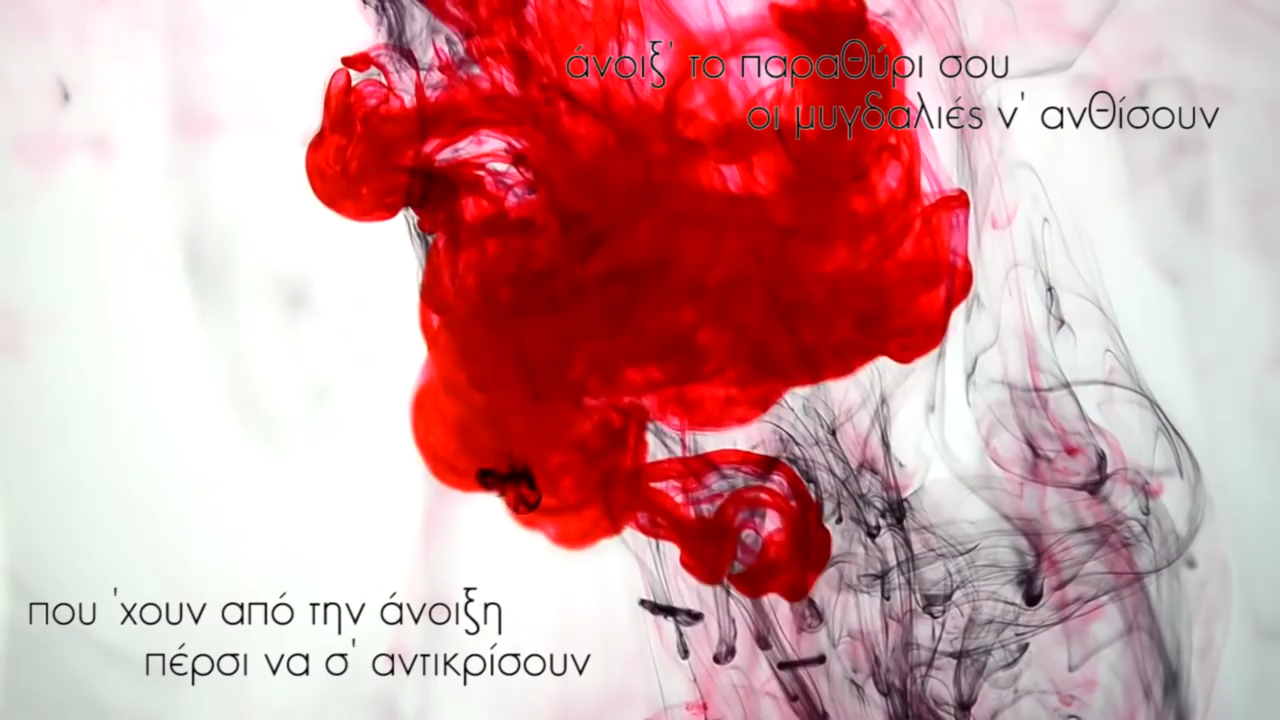 άνοιξ' το παραθύρι σου
οι μυγδαλιές ν' ανθίσουν
που 'χουν από την άνοιξη
πέρσι να σ' αντικρίσουν